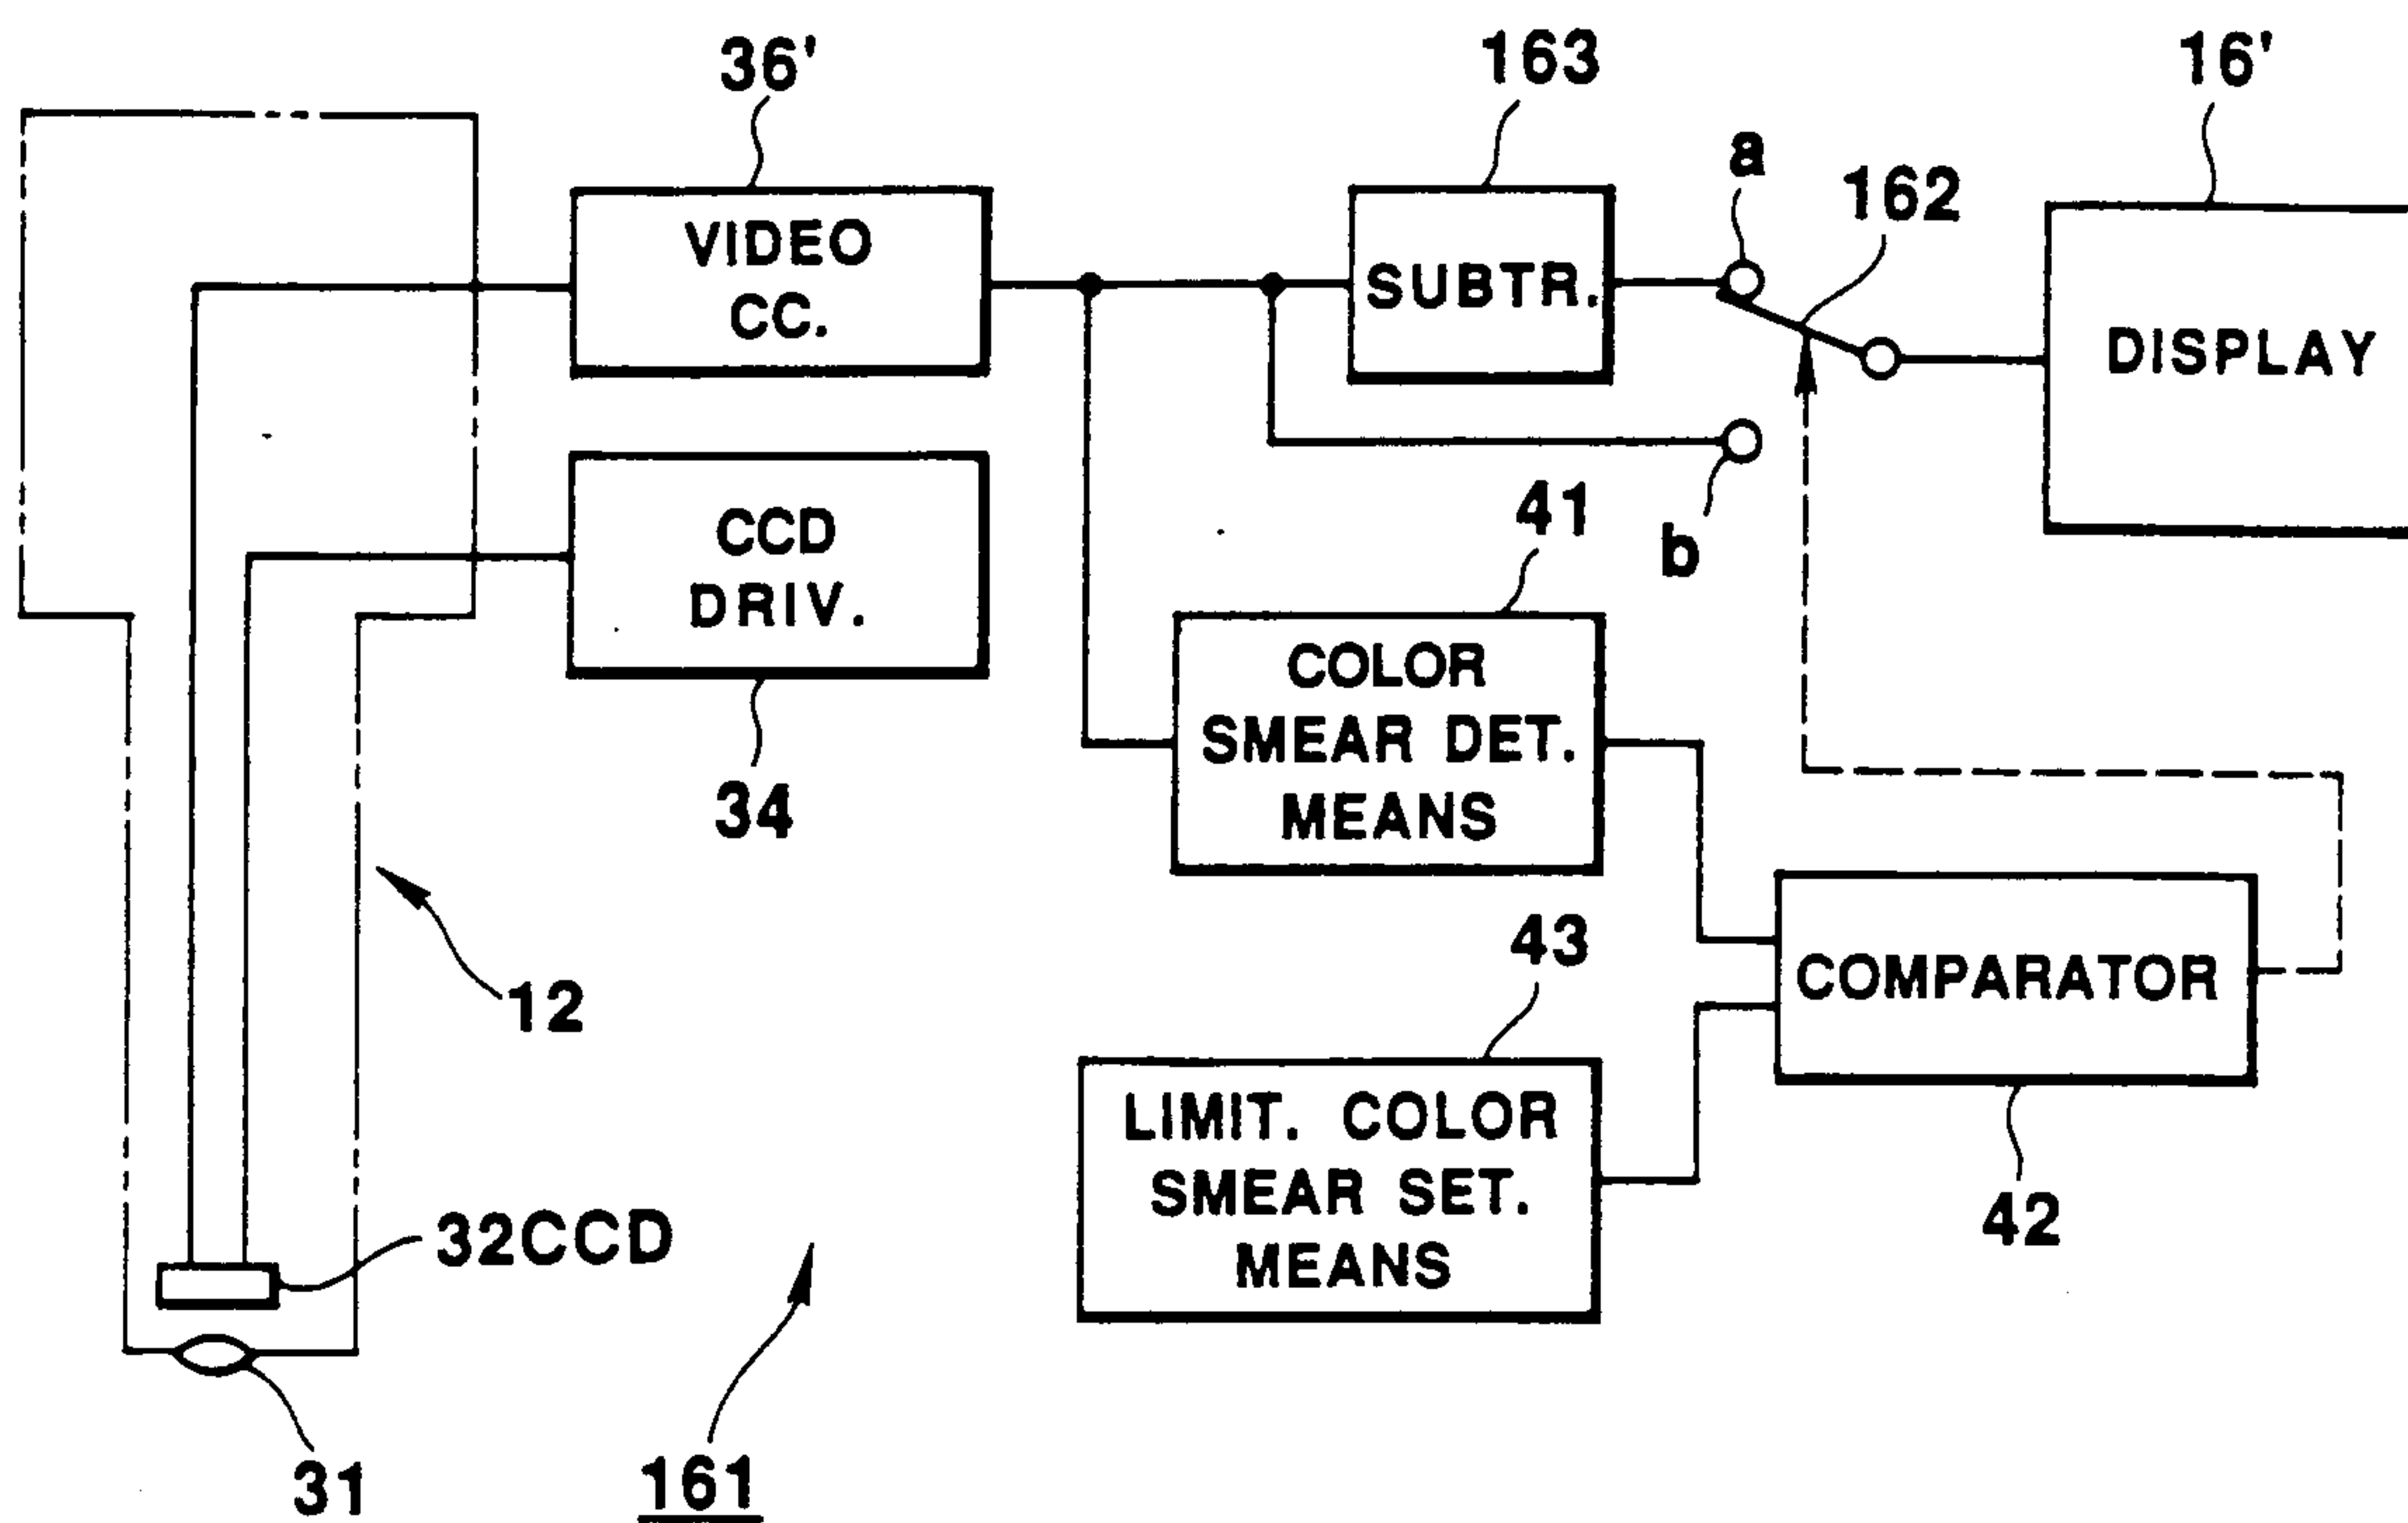 36'
163
16'
a
162
VIDEO
CC.
SUBTR.
DISPLAY
b
CCD
DRIV.
34
41
COLOR
SMEAR DET.
MEANS
12
43
COMPARATOR
42
LIMIT. COLOR
SMEAR SET.
MEANS
32CCD
31
161